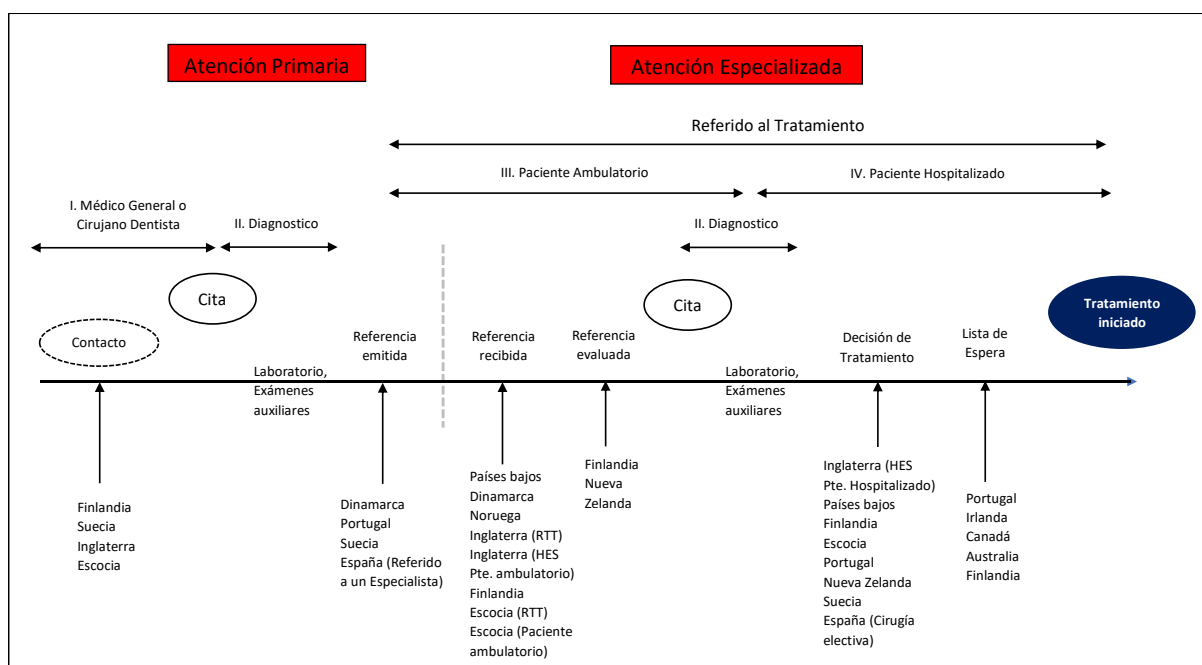 Atención Primaria
Atención Especializada
Referido al Tratamiento
III. Paciente Ambulatorio
IV. Paciente Hospitalizado
I. Médico General o
Cirujano Dentista
II. Diagnostico
II. Diagnostico
Cita
Cita
Tratamiento
iniciado
Contacto
Referencia
emitida
Referencia
recibida
Referencia
evaluada
Decisión de
Tratamiento
Lista de
Espera
Laboratorio,
Exámenes
auxiliares
Laboratorio,
Exámenes
auxiliares
Finlandia
Suecia
Inglaterra
Escocia
Dinamarca
Portugal
Suecia
España (Referido
a un Especialista)
Países bajos
Dinamarca
Noruega
Inglaterra (RTT)
Inglaterra (HES
Pte. ambulatorio)
Finlandia
Escocia (RTT)
Escocia (Paciente
ambulatorio)
Finlandia
Nueva
Zelanda
Inglaterra (HES
Pte. Hospitalizado)
Países bajos
Finlandia
Escocia
Portugal
Nueva Zelanda
Suecia
España (Cirugía
electiva)
Portugal
Irlanda
Canadá
Australia
Finlandia